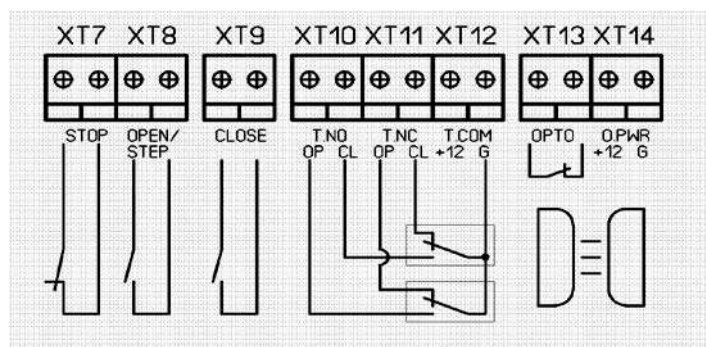 XT7 XT8 XT9 XT10 XT11 XT12 XT13 XT14
STOP OPEN/ CLOSE T.NO T.NC T.COM OPTO O.PWR
STEP OP CL OP CL +12 G +12 G